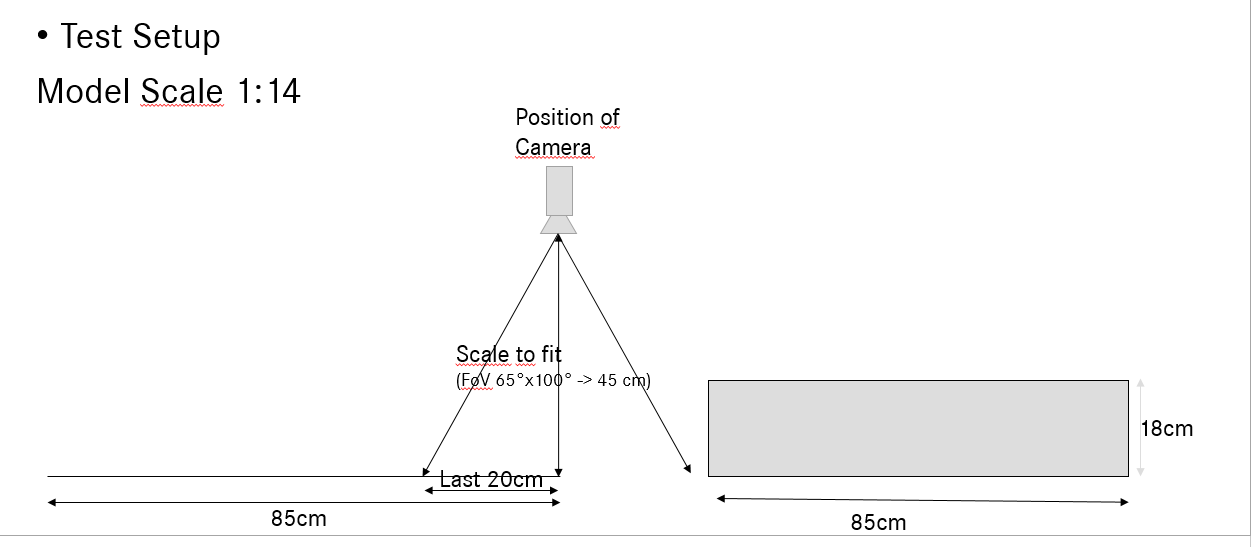 • Test Setup
Model Scale 1:14
Position of
Camera
Scale to fit
(FoV 65°x100° -> 45 cm)
18cm
Last 20cm
85cm
85cm